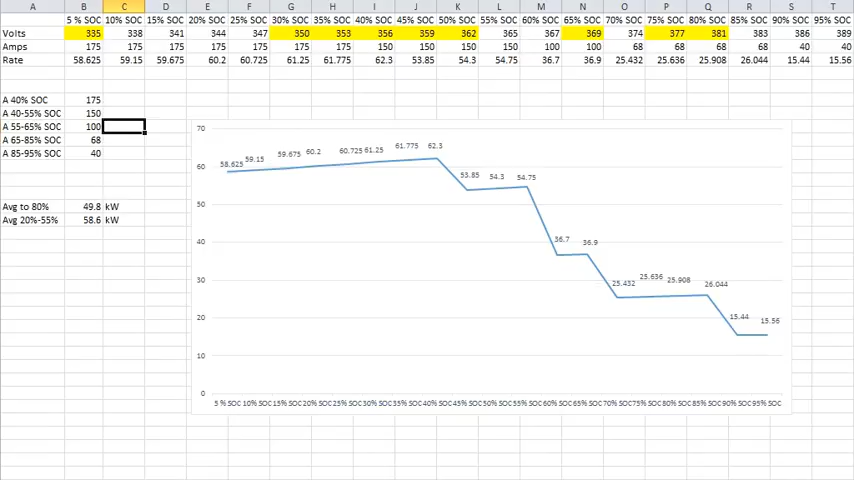 A B C D E F G H I J K L M N O P Q R S T
5 % SOC 10% SOC 15% SOC 20% SOC 25% SOC 30% SOC 35% SOC 40% SOC 45% SOC 50% SOC 55% SOC 60% SOC 65% SOC 70% SOC 75% SOC 80% SOC 85% SOC 90% SOC 95% SOC
Volts 335 338 341 344 347 350 353 356 359 362 365 367 369 374 377 381 383 386 389
Amps 175 175 175 175 175 175 175 150 150 150 150 100 100 68 68 68 68 40 40
Rate 58.625 59.15 59.675 60.2 60.725 61.25 61.775 62.3 53.85 54.3 54.75 36.7 36.9 25.432 25.636 25.908 26.044 15.44 15.56
A 40% SOC 175
A 40-55% SOC 150
A 55-65% SOC 100
A 65-85% SOC 68
A 85-95% SOC 40
Avg to 80% 49.8 kW
Avg 20%-55% 58.6 kW
70
60
50
40
30
20
10
0
58.625 59.15 59.675 60.2 60.725 61.25 61.775 62.3 53.85 54.3 54.75 36.7 36.9 25.432 25.636 25.908 26.044 15.44 15.56
5 % SOC 10% SOC 15% SOC 20% SOC 25% SOC 30% SOC 35% SOC 40% SOC 45% SOC 50% SOC 55% SOC 60% SOC 65% SOC 70% SOC 75% SOC 80% SOC 85% SOC 90% SOC 95% SOC